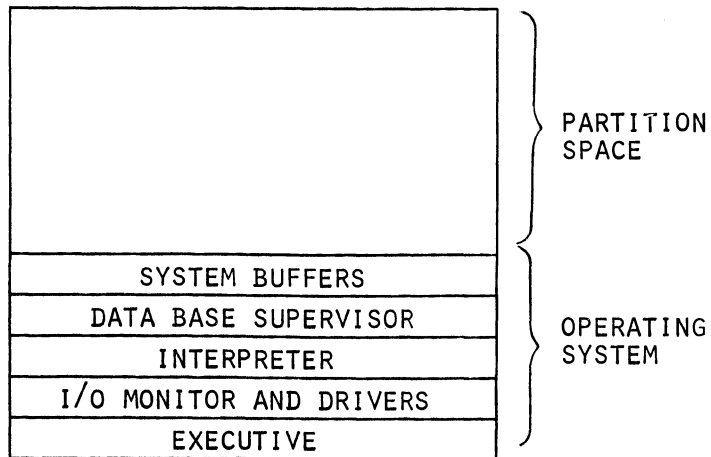 PARTITION
SPACE
SYSTEM BUFFERS
DATA BASE SUPERVISOR
INTERPRETER
I/O MONITOR AND DRIVERS
EXECUTIVE
OPERATING
SYSTEM